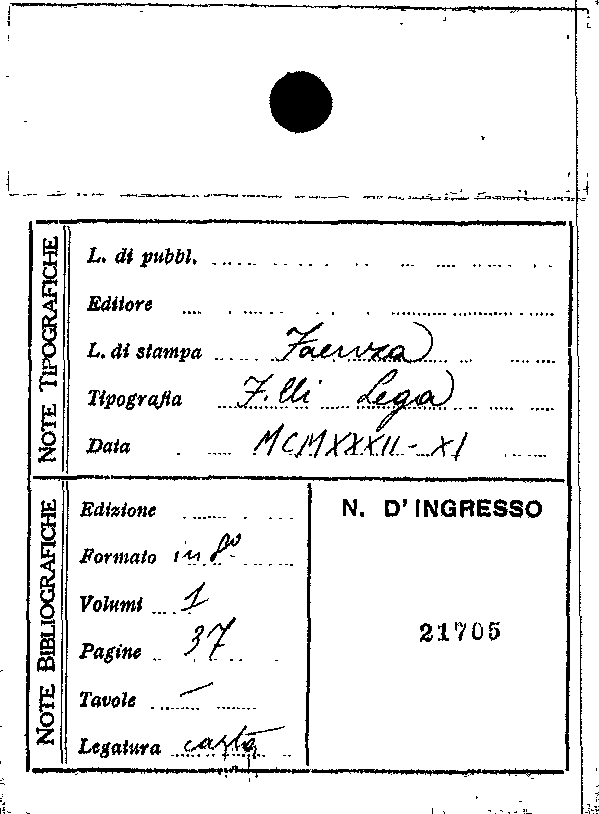 NOTE TIPOGRAFICHE
L. di pubbl.
Editore
L. di stampa Faenza
Tipografia F.lli Lega
Data MCMXXXII-XI
NOTE BIBLIOGRAFICHE
Edizione
Formato in 8º
Volumi 1
Pagine 37
Tavole —
Legatura carta
N. D'INGRESSO
21705